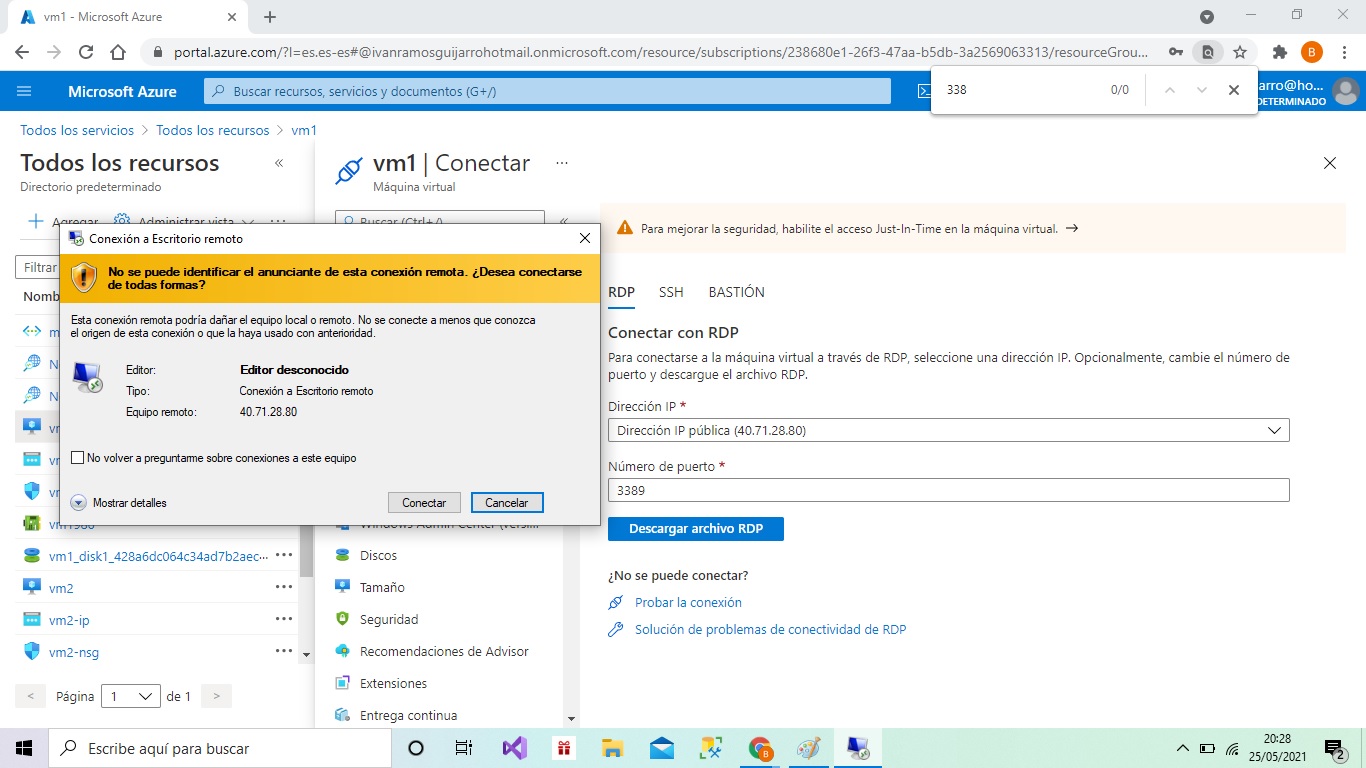 vm1 - Microsoft Azure
portal.azure.com/?l=es.es-es#@ivanramosguijarrohotmail.onmicrosoft.com/resource/subscriptions/238680e1-26f3-47aa-b5db-3a2569063313/resourceGrou...
B
338
0/0
Microsoft Azure
Buscar recursos, servicios y documentos (G+/)
arro@ho...
DETERMINADO
Todos los servicios > Todos los recursos > vm1
Todos los recursos
Directorio predeterminado
Agregar
Administrar vista
Filtrar
Nomb
vm1 | Conectar
Máquina virtual
Buscar (Ctrl+/)
Para mejorar la seguridad, habilite el acceso Just-In-Time en la máquina virtual.
Conexión a Escritorio remoto
No se puede identificar el anunciante de esta conexión remota. ¿Desea conectarse
de todas formas?
Esta conexión remota podría dañar el equipo local o remoto. No se conecte a menos que conozca
el origen de esta conexión o que la haya usado con anterioridad.
Editor: Editor desconocido
Tipo: Conexión a Escritorio remoto
Equipo remoto: 40.71.28.80
No volver a preguntarme sobre conexiones a este equipo
Mostrar detalles
Conectar
Cancelar
RDP
SSH
BASTIÓN
Conectar con RDP
Para conectarse a la máquina virtual a través de RDP, seleccione una dirección IP. Opcionalmente, cambie el número de
puerto y descargue el archivo RDP.
Dirección IP *
Dirección IP pública (40.71.28.80)
Número de puerto *
3389
Descargar archivo RDP
¿No se puede conectar?
Probar la conexión
Solución de problemas de conectividad de RDP
vm1_disk1_428a6dc064c34ad7b2aec...
vm2
vm2-ip
vm2-nsg
< Página 1 de 1 >
Windows Admin Center (versi...
Discos
Tamaño
Seguridad
Recomendaciones de Advisor
Extensiones
Entrega continua
Escribe aquí para buscar
B
20:28
25/05/2021
2